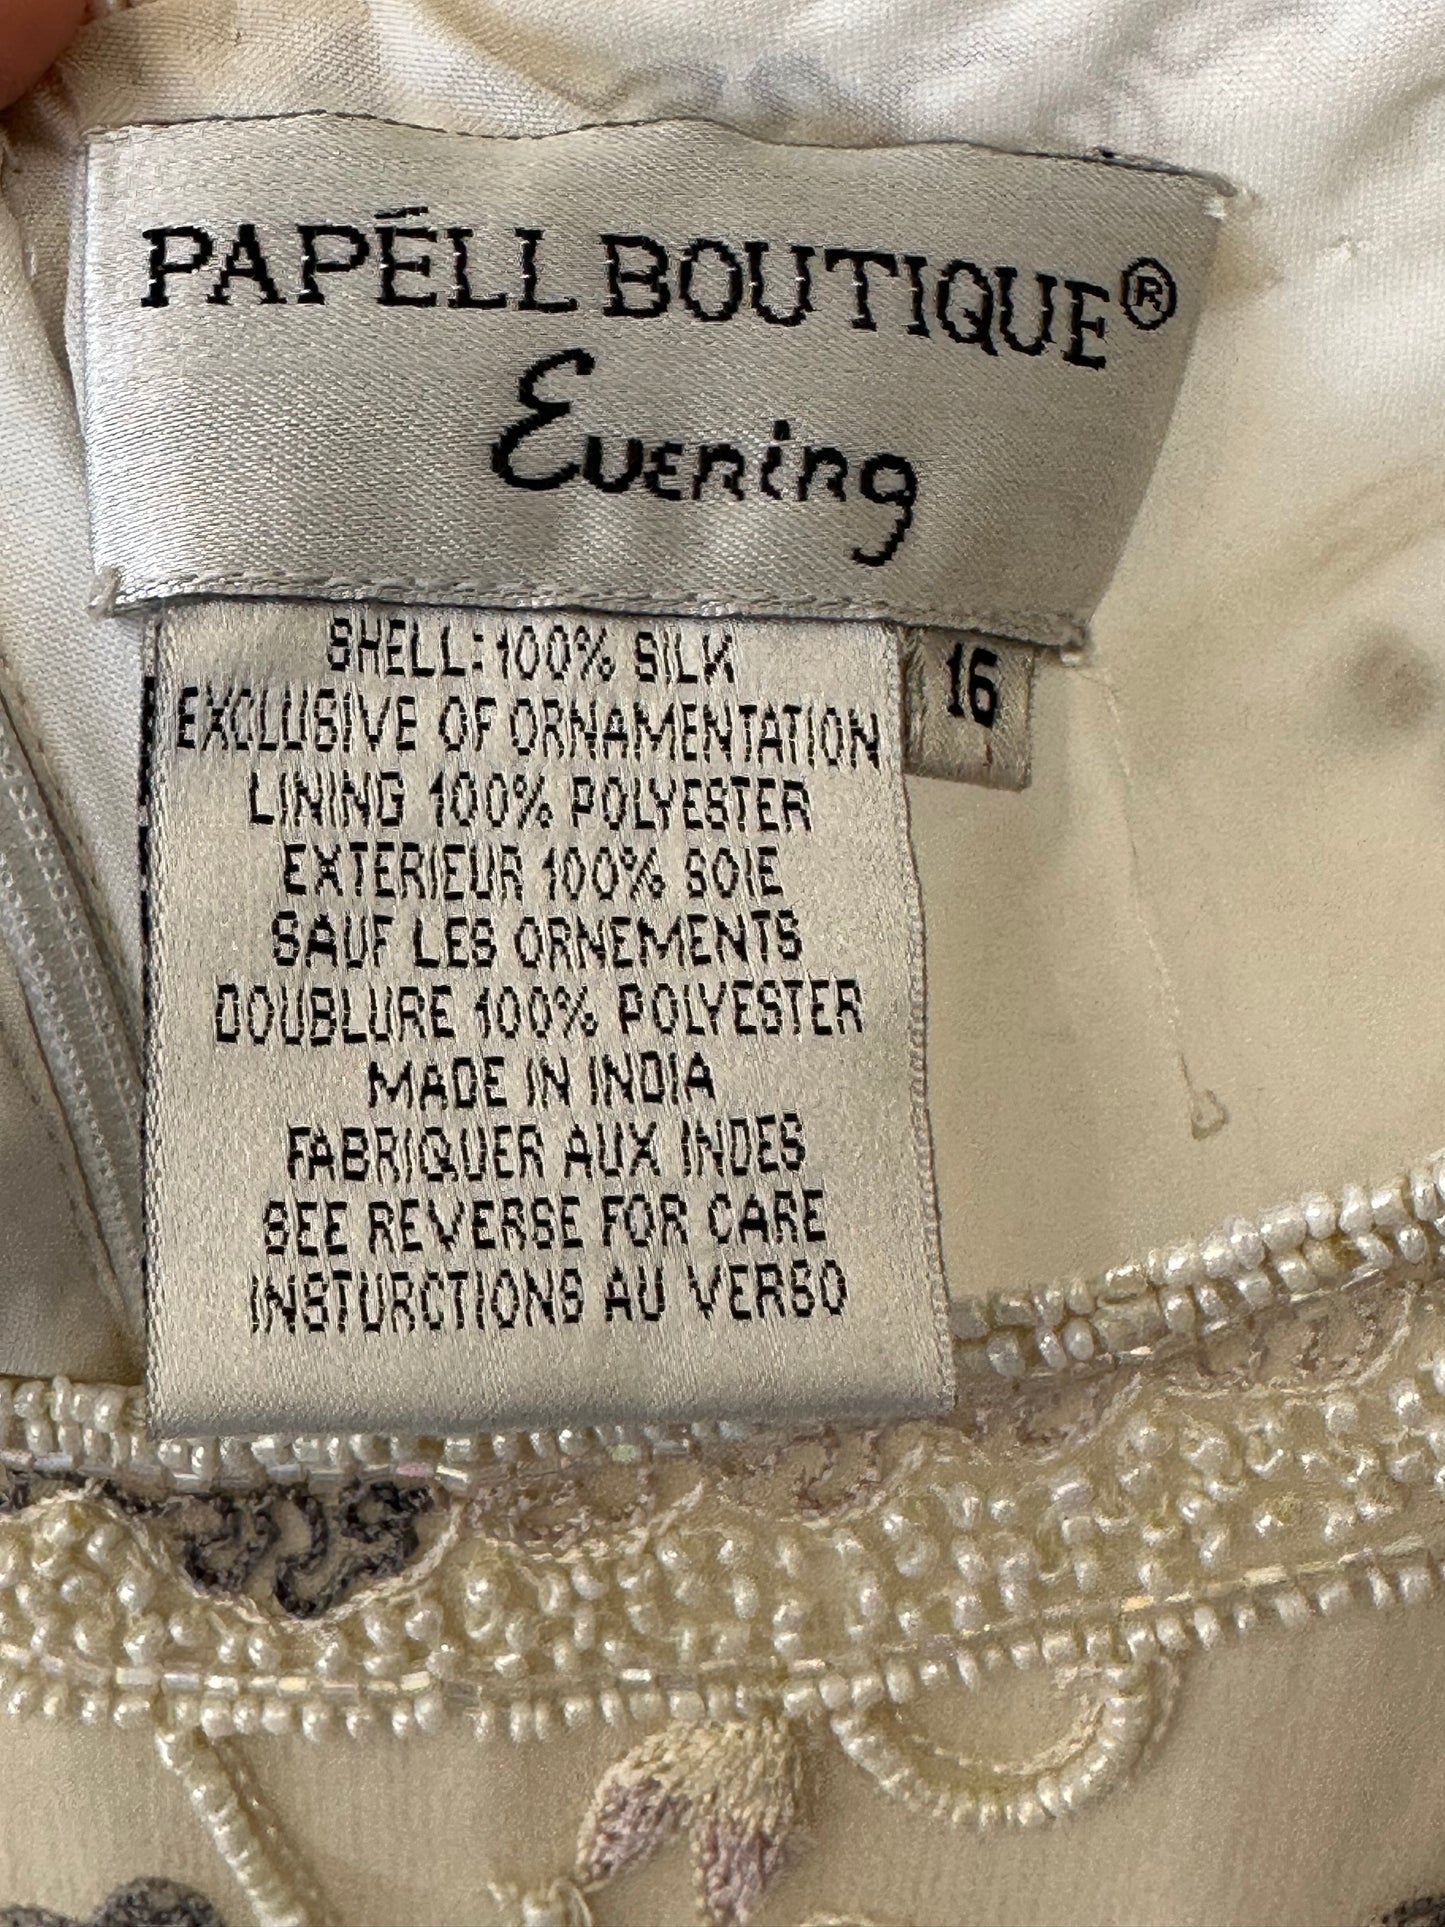 PAPÉLL BOUTIQUE®
Evening
16
SHELL: 100% SILK
EXCLUSIVE OF ORNAMENTATION
LINING 100% POLYESTER
EXTERIEUR 100% SOIE
SAUF LES ORNEMENTS
DOUBLURE 100% POLYESTER
MADE IN INDIA
FABRIQUER AUX INDES
SEE REVERSE FOR CARE
INSTURCTIONS AU VERSO